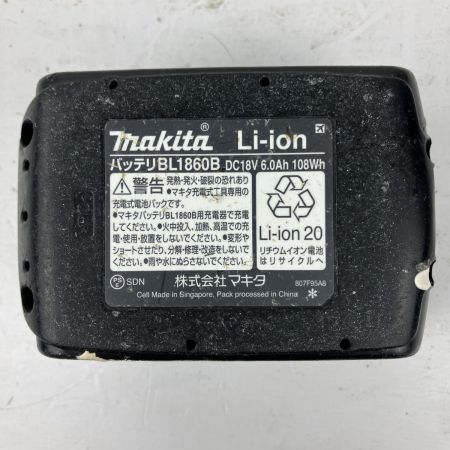 makita® Li-ion
バッテリBL1860B DC18V 6.0Ah 108Wh
警告 発熱・発火・破裂の恐れあり
●マキタ充電式工具専用の
充電式電池パックです。
●マキタバッテリBL1860B用充電器で充電
してください。●火中投入、加熱、高温での充
電・使用・放置をしないでください。●変形や
ショートさせたり、分解・修理・改造をしないで
ください。●雨や水にぬらさないでください。
Li-ion 20
リチウムイオン電池
はリサイクルへ
PS E SDN 株式会社マキタ 807F95A8
Cell Made in Singapore, Pack processed in China